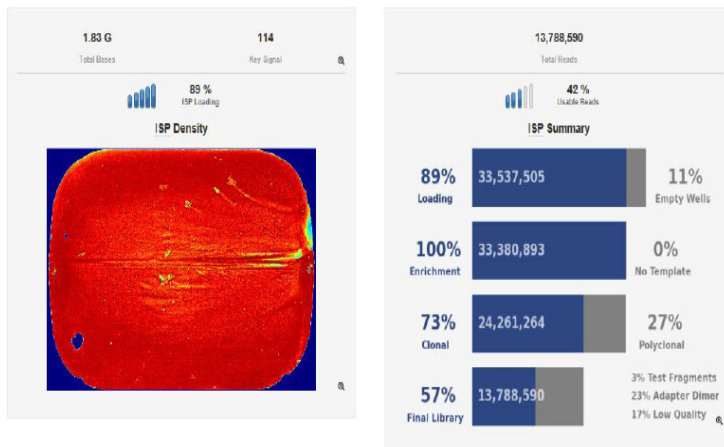 1.83 G
Total Bases
114
Key Signal
89 %
ISP Loading
ISP Density
13,788,590
Total Reads
42 %
Usable Reads
ISP Summary
89%
Loading
33,537,505
11%
Empty Wells
100%
Enrichment
33,380,893
0%
No Template
73%
Clonal
24,261,264
27%
Polyclonal
57%
Final Library
13,788,590
3% Test Fragments
23% Adapter Dimer
17% Low Quality